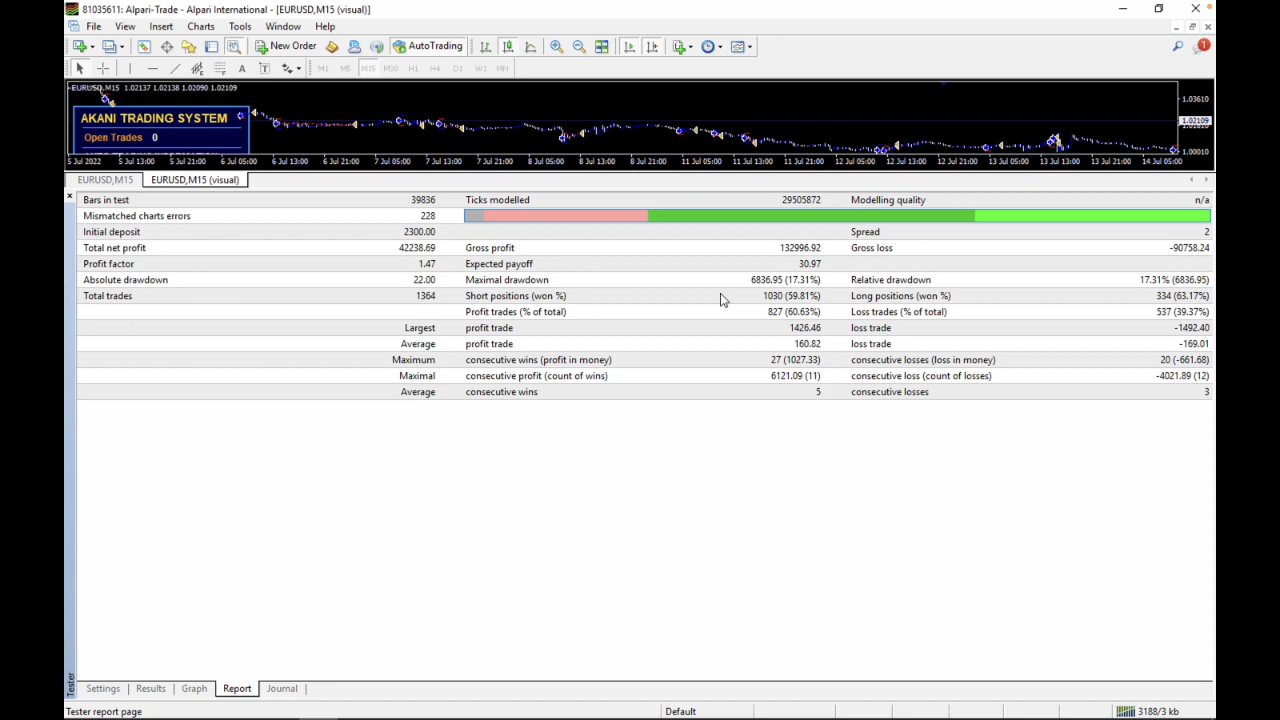 81035611: Alpari-Trade - Alpari International - [EURUSD,M15 (visual)]
File View Insert Charts Tools Window Help
New Order AutoTrading 1
A T M1 M5 M15 M30 H1 H4 D1 W1 MN
EURUSD,M15 1.02137 1.02138 1.02090 1.02109
1.03610
AKANI TRADING SYSTEM
1.02109
Open Trades 0
1.00010
5 Jul 2022 5 Jul 13:00 5 Jul 21:00 6 Jul 05:00 6 Jul 13:00 6 Jul 21:00 7 Jul 05:00 7 Jul 13:00 7 Jul 21:00 8 Jul 05:00 8 Jul 13:00 8 Jul 21:00 11 Jul 05:00 11 Jul 13:00 11 Jul 21:00 12 Jul 05:00 12 Jul 13:00 12 Jul 21:00 13 Jul 05:00 13 Jul 13:00 13 Jul 21:00 14 Jul 05:00
EURUSD,M15 EURUSD,M15 (visual)
Bars in test 39836 Ticks modelled 29505872 Modelling quality n/a
Mismatched charts errors 228
Initial deposit 2300.00 Spread 2
Total net profit 42238.69 Gross profit 132996.92 Gross loss -90758.24
Profit factor 1.47 Expected payoff 30.97
Absolute drawdown 22.00 Maximal drawdown 6836.95 (17.31%) Relative drawdown 17.31% (6836.95)
Total trades 1364 Short positions (won %) 1030 (59.81%) Long positions (won %) 334 (63.17%)
Profit trades (% of total) 827 (60.63%) Loss trades (% of total) 537 (39.37%)
Largest profit trade 1426.46 loss trade -1492.40
Average profit trade 160.82 loss trade -169.01
Maximum consecutive wins (profit in money) 27 (1027.33) consecutive losses (loss in money) 20 (-661.68)
Maximal consecutive profit (count of wins) 6121.09 (11) consecutive loss (count of losses) -4021.89 (12)
Average consecutive wins 5 consecutive losses 3
Tester
Settings Results Graph Report Journal
Tester report page Default 3188/3 kb